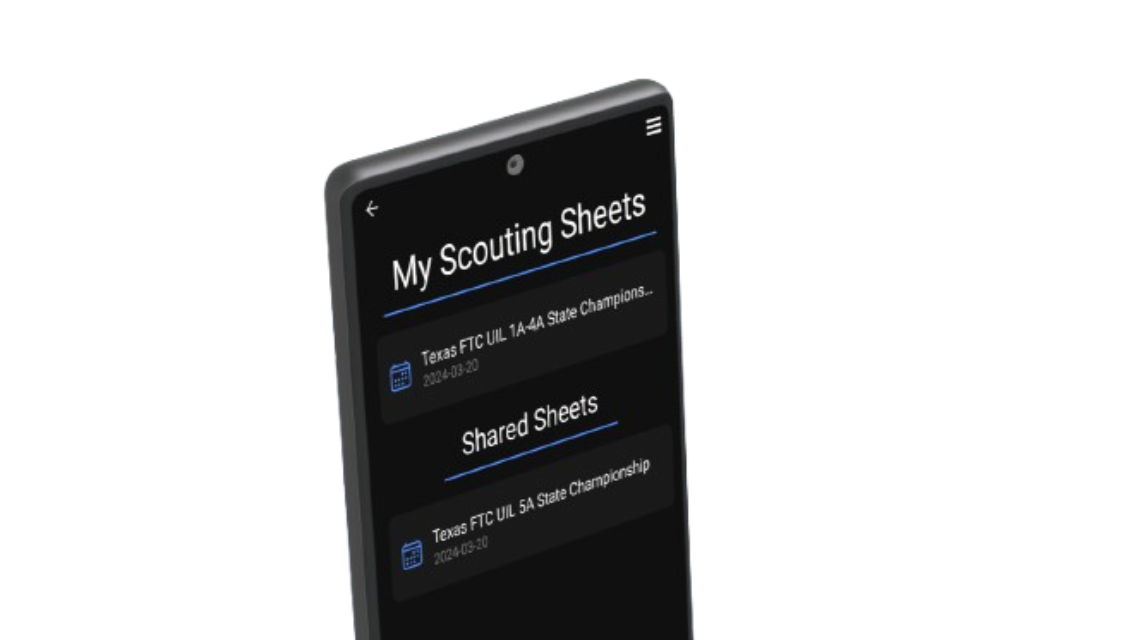 My Scouting Sheets
Texas FTC UIL 1A-4A State Champions...
2024-03-20
Shared Sheets
Texas FTC UIL 5A State Championship
2024-03-20